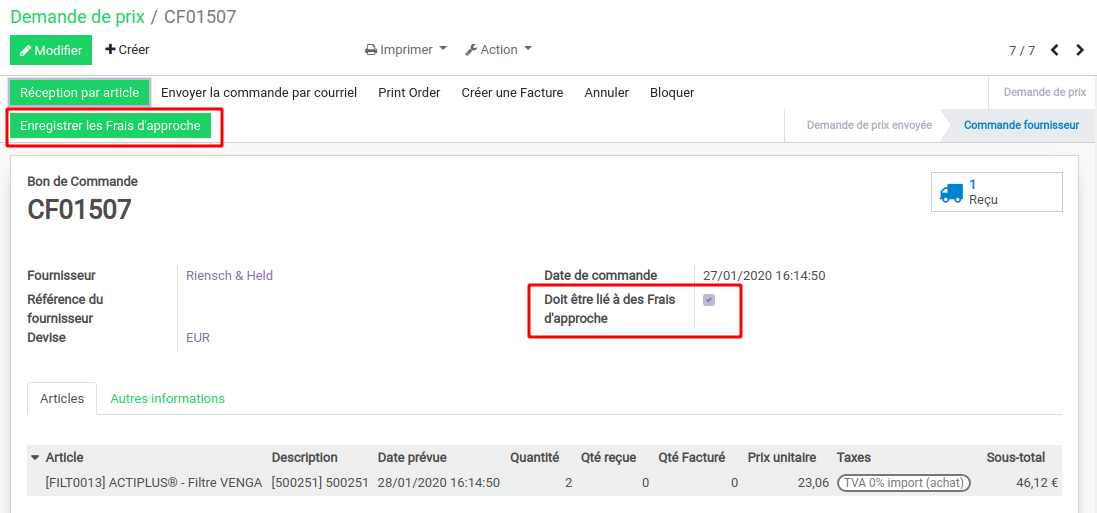 Demande de prix / CF01507
Modifier Créer Imprimer Action 7 / 7
Réception par article Envoyer la commande par courriel Print Order Créer une Facture Annuler Bloquer Demande de prix
Enregistrer les Frais d'approche Demande de prix envoyée Commande fournisseur
Bon de Commande
CF01507
1
Reçu
Fournisseur Riensch & Held Date de commande 27/01/2020 16:14:50
Référence du Doit être lié à des Frais
fournisseur d'approche
Devise EUR
Articles Autres informations
Article Description Date prévue Quantité Qté reçue Qté Facturé Prix unitaire Taxes Sous-total
[FILT0013] ACTIPLUS® - Filtre VENGA [500251] 500251 28/01/2020 16:14:50 2 0 0 23,06 TVA 0% import (achat) 46,12 €